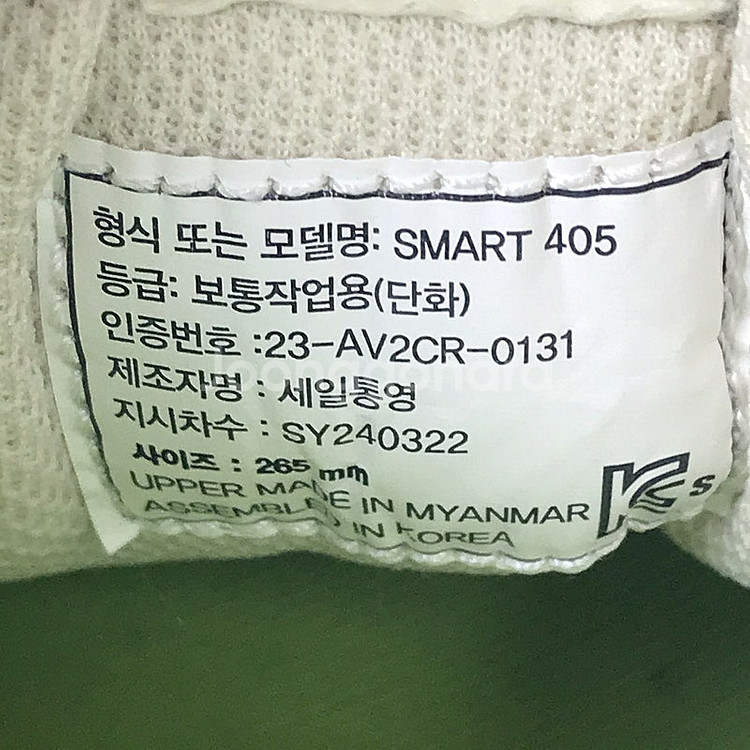 형식 또는 모델명: SMART 405
등급: 보통작업용(단화)
인증번호 :23-AV2CR-0131
제조자명 : 세일통영
지시차수 : SY240322
사이즈 : 265 mm
UPPER MADE IN MYANMAR
ASSEMBLED IN KOREA
KCs